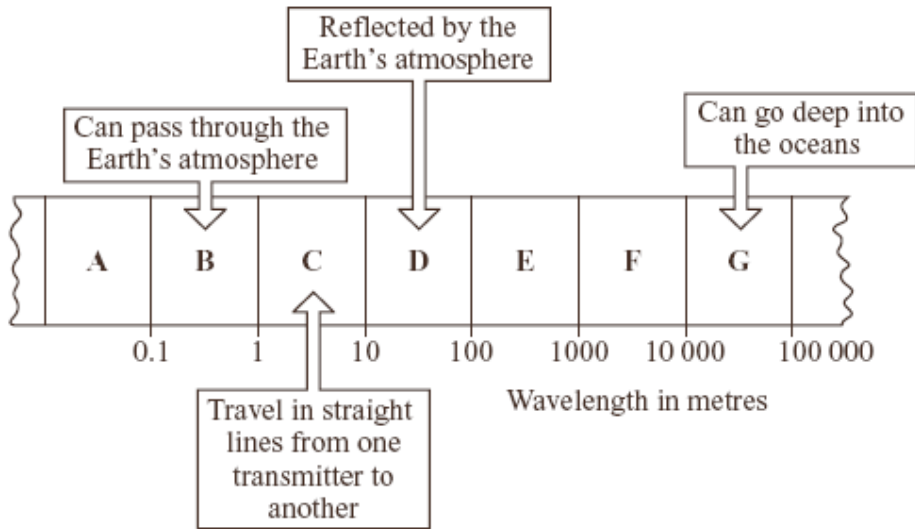 Reflected by the
Earth's atmosphere
Can pass through the
Earth's atmosphere
Can go deep into
the oceans
A B C D E F G
0.1 1 10 100 1000 10 000 100 000
Wavelength in metres
Travel in straight
lines from one
transmitter to
another